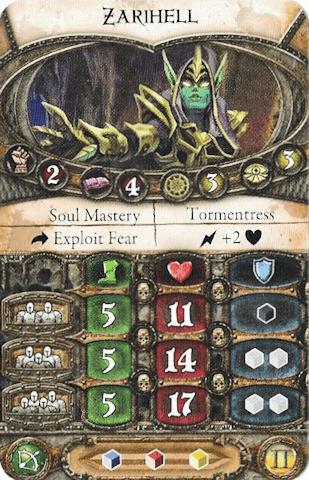 ZARIHELL
2 4 3 3
Soul Mastery Tormentress
Exploit Fear +2
5 11
5 14
5 17
II